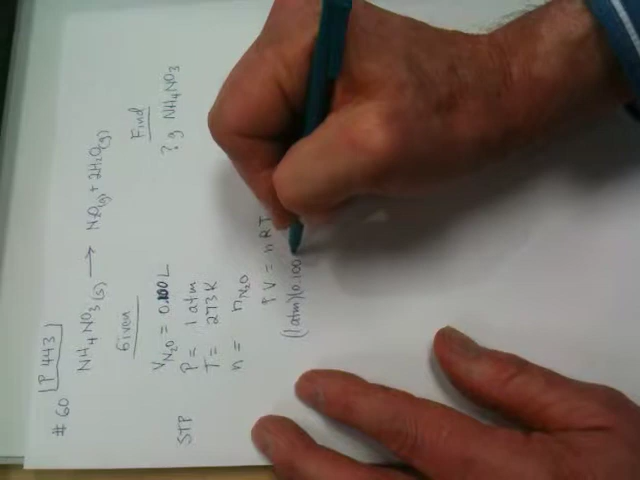 # 60 P 443
NH4NO3(s) → N2O(g) + 2H2O(g)
Given Find
VN2O = 0.100 L ? g NH4NO3
STP P = 1 atm
T = 273 K
n = nN2O
PV = nRT
(1 atm)(0.100